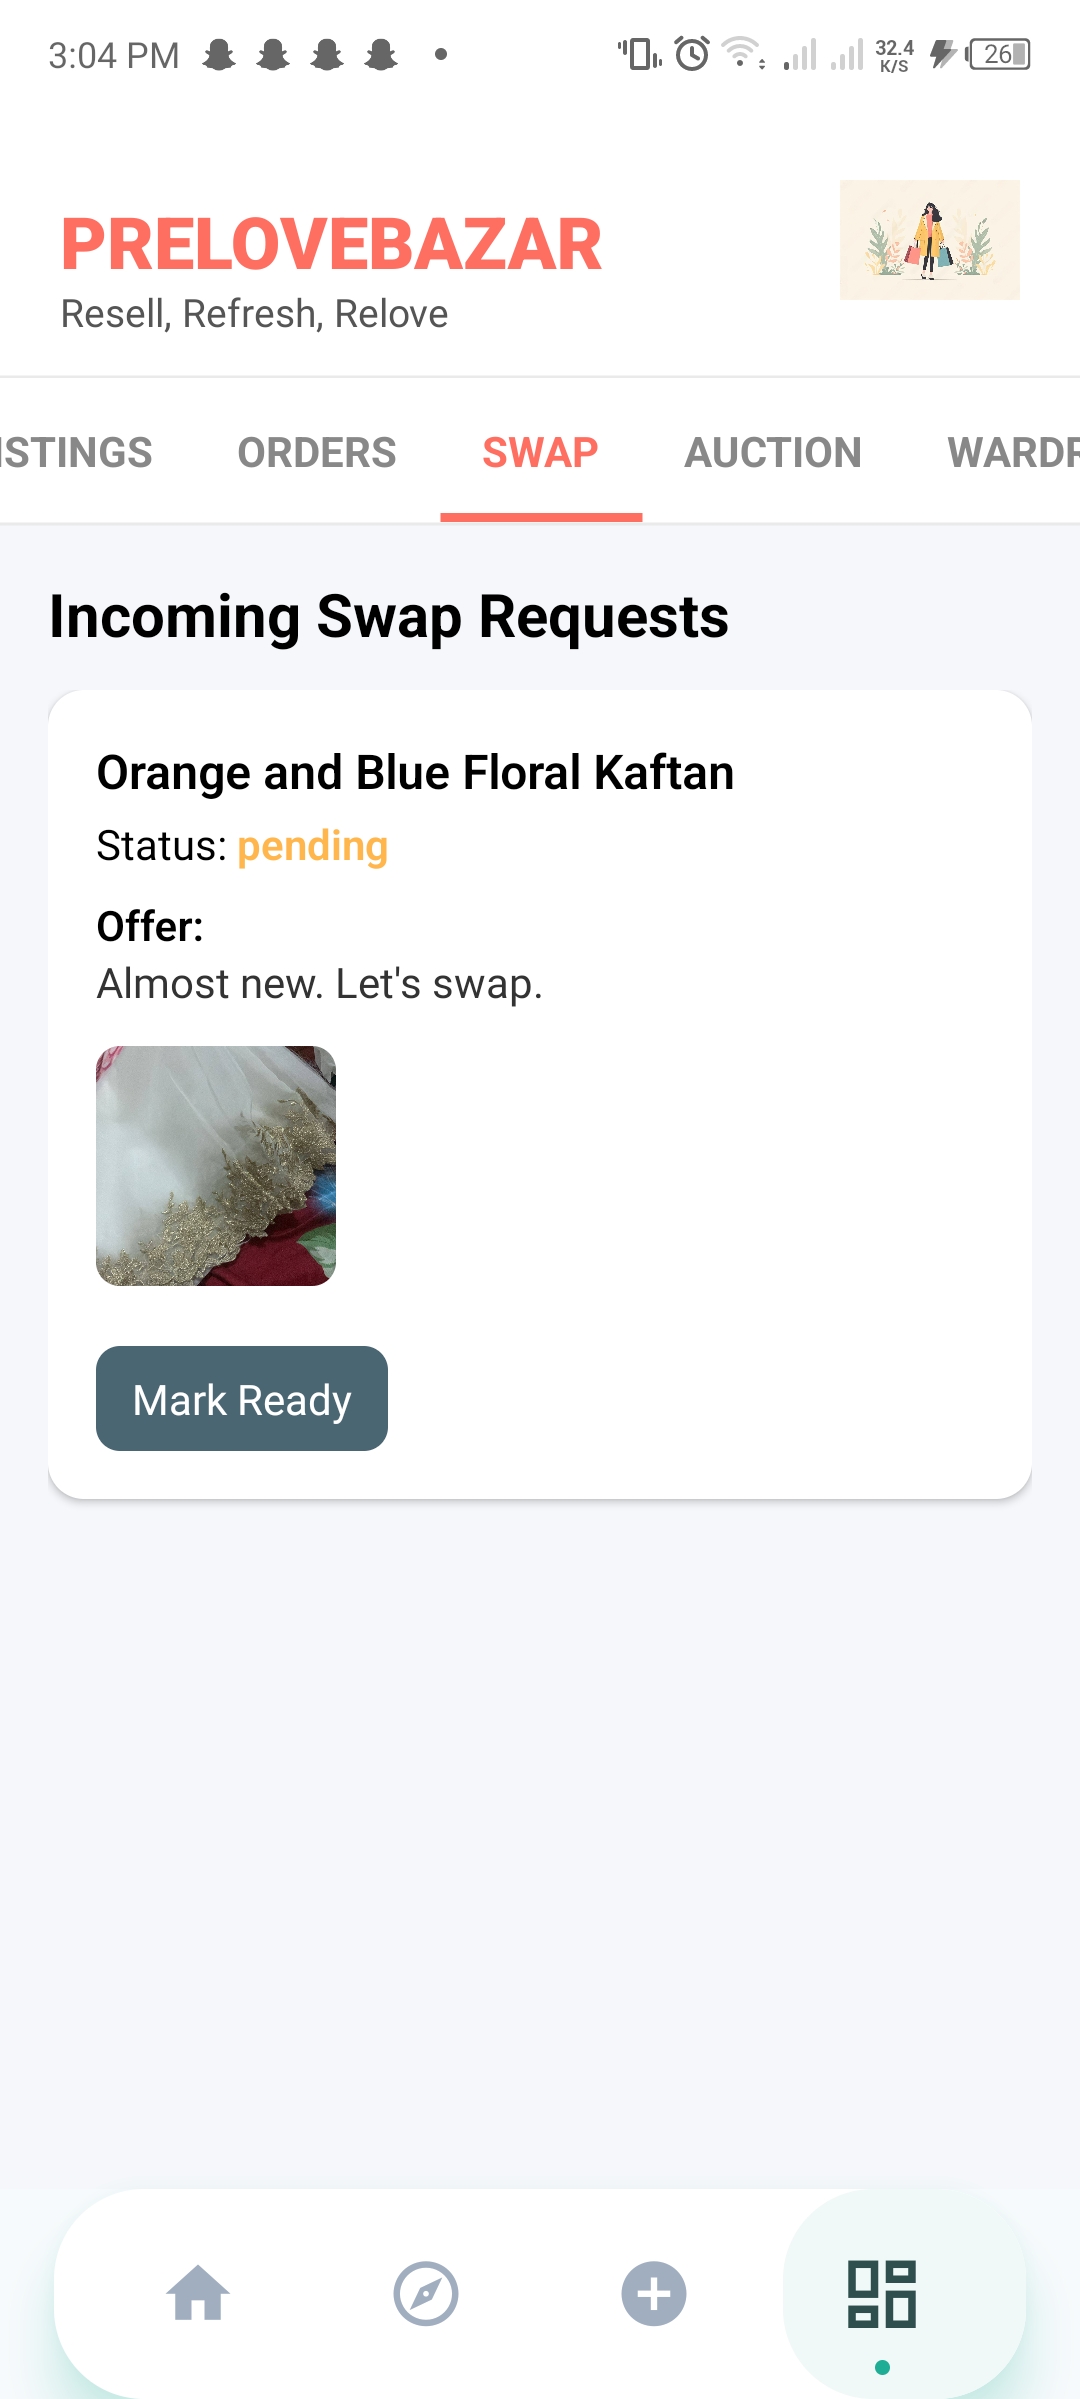 3:04 PM
32.4
K/S
26
PRELOVEBAZAR
Resell, Refresh, Relove
ISTINGS ORDERS SWAP AUCTION WARDR
Incoming Swap Requests
Orange and Blue Floral Kaftan
Status: pending
Offer:
Almost new. Let's swap.
Mark Ready